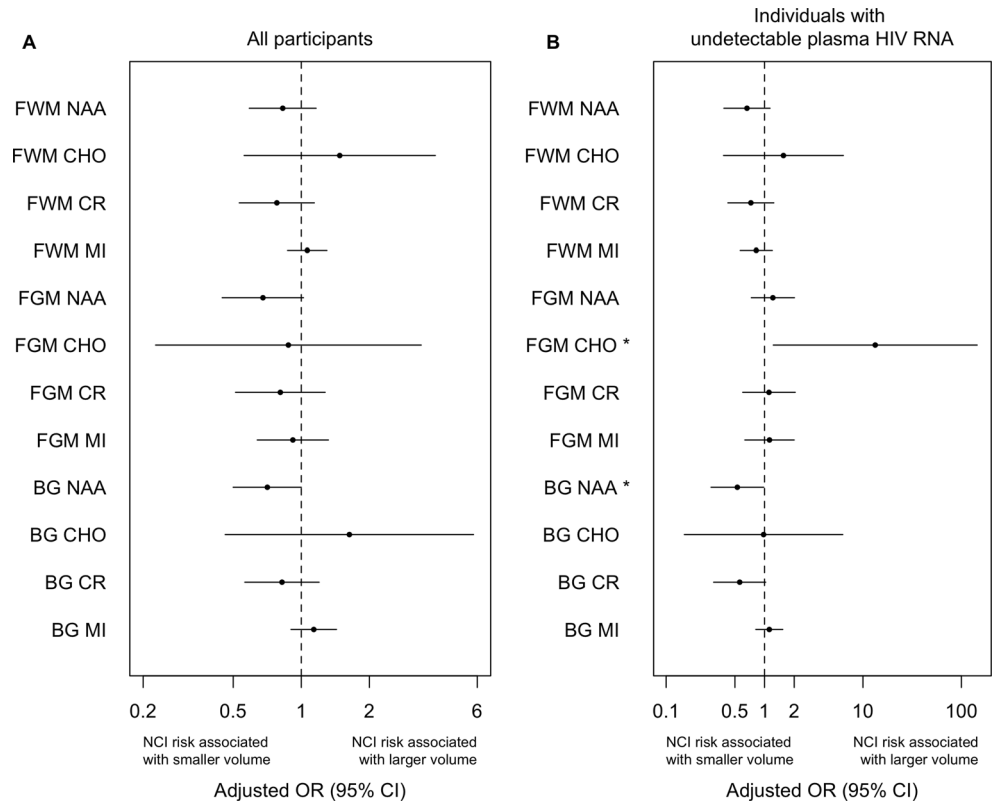 A
All participants
FWM NAA
FWM CHO
FWM CR
FWM MI
FGM NAA
FGM CHO
FGM CR
FGM MI
BG NAA
BG CHO
BG CR
BG MI
0.2 0.5 1 2 6
NCI risk associated
with smaller volume
NCI risk associated
with larger volume
Adjusted OR (95% CI)
B
Individuals with
undetectable plasma HIV RNA
FWM NAA
FWM CHO
FWM CR
FWM MI
FGM NAA
FGM CHO *
FGM CR
FGM MI
BG NAA *
BG CHO
BG CR
BG MI
0.1 0.5 1 2 10 100
NCI risk associated
with smaller volume
NCI risk associated
with larger volume
Adjusted OR (95% CI)